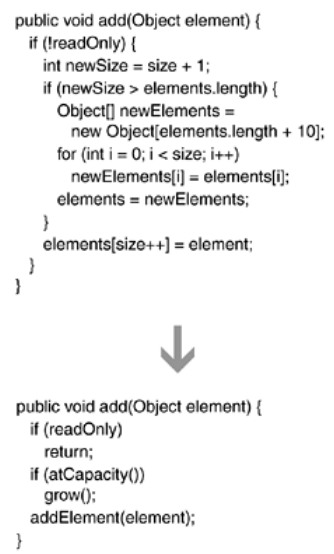 public void add(Object element) {
if (!readOnly) {
int newSize = size + 1;
if (newSize > elements.length) {
Object[] newElements =
new Object[elements.length + 10];
for (int i = 0; i < size; i++)
newElements[i] = elements[i];
elements = newElements;
}
elements[size++] = element;
}
}
public void add(Object element) {
if (readOnly)
return;
if (atCapacity())
grow();
addElement(element);
}